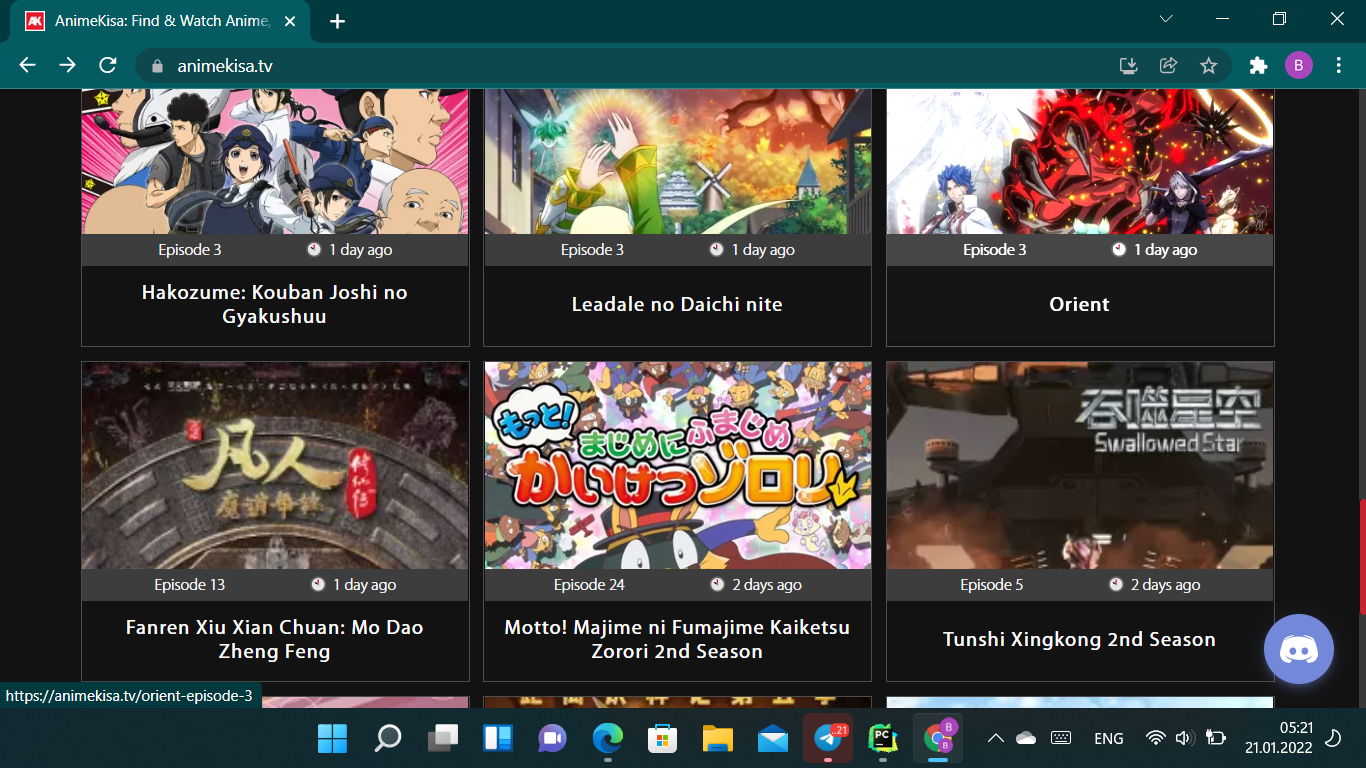 AnimeKisa: Find & Watch Anime,
animekisa.tv
B
Episode 3
1 day ago
Hakozume: Kouban Joshi no
Gyakushuu
Episode 3
1 day ago
Leadale no Daichi nite
Episode 3
1 day ago
Orient
凡人
Episode 13
1 day ago
Fanren Xiu Xian Chuan: Mo Dao
Zheng Feng
もっと!
まじめにふまじめ
かいけつゾロリ
Episode 24
2 days ago
Motto! Majime ni Fumajime Kaiketsu
Zorori 2nd Season
吞噬星空
Swallowed Star
Episode 5
2 days ago
Tunshi Xingkong 2nd Season
https://animekisa.tv/orient-episode-3
..21
PC
B
B
ENG
05:21
21.01.2022